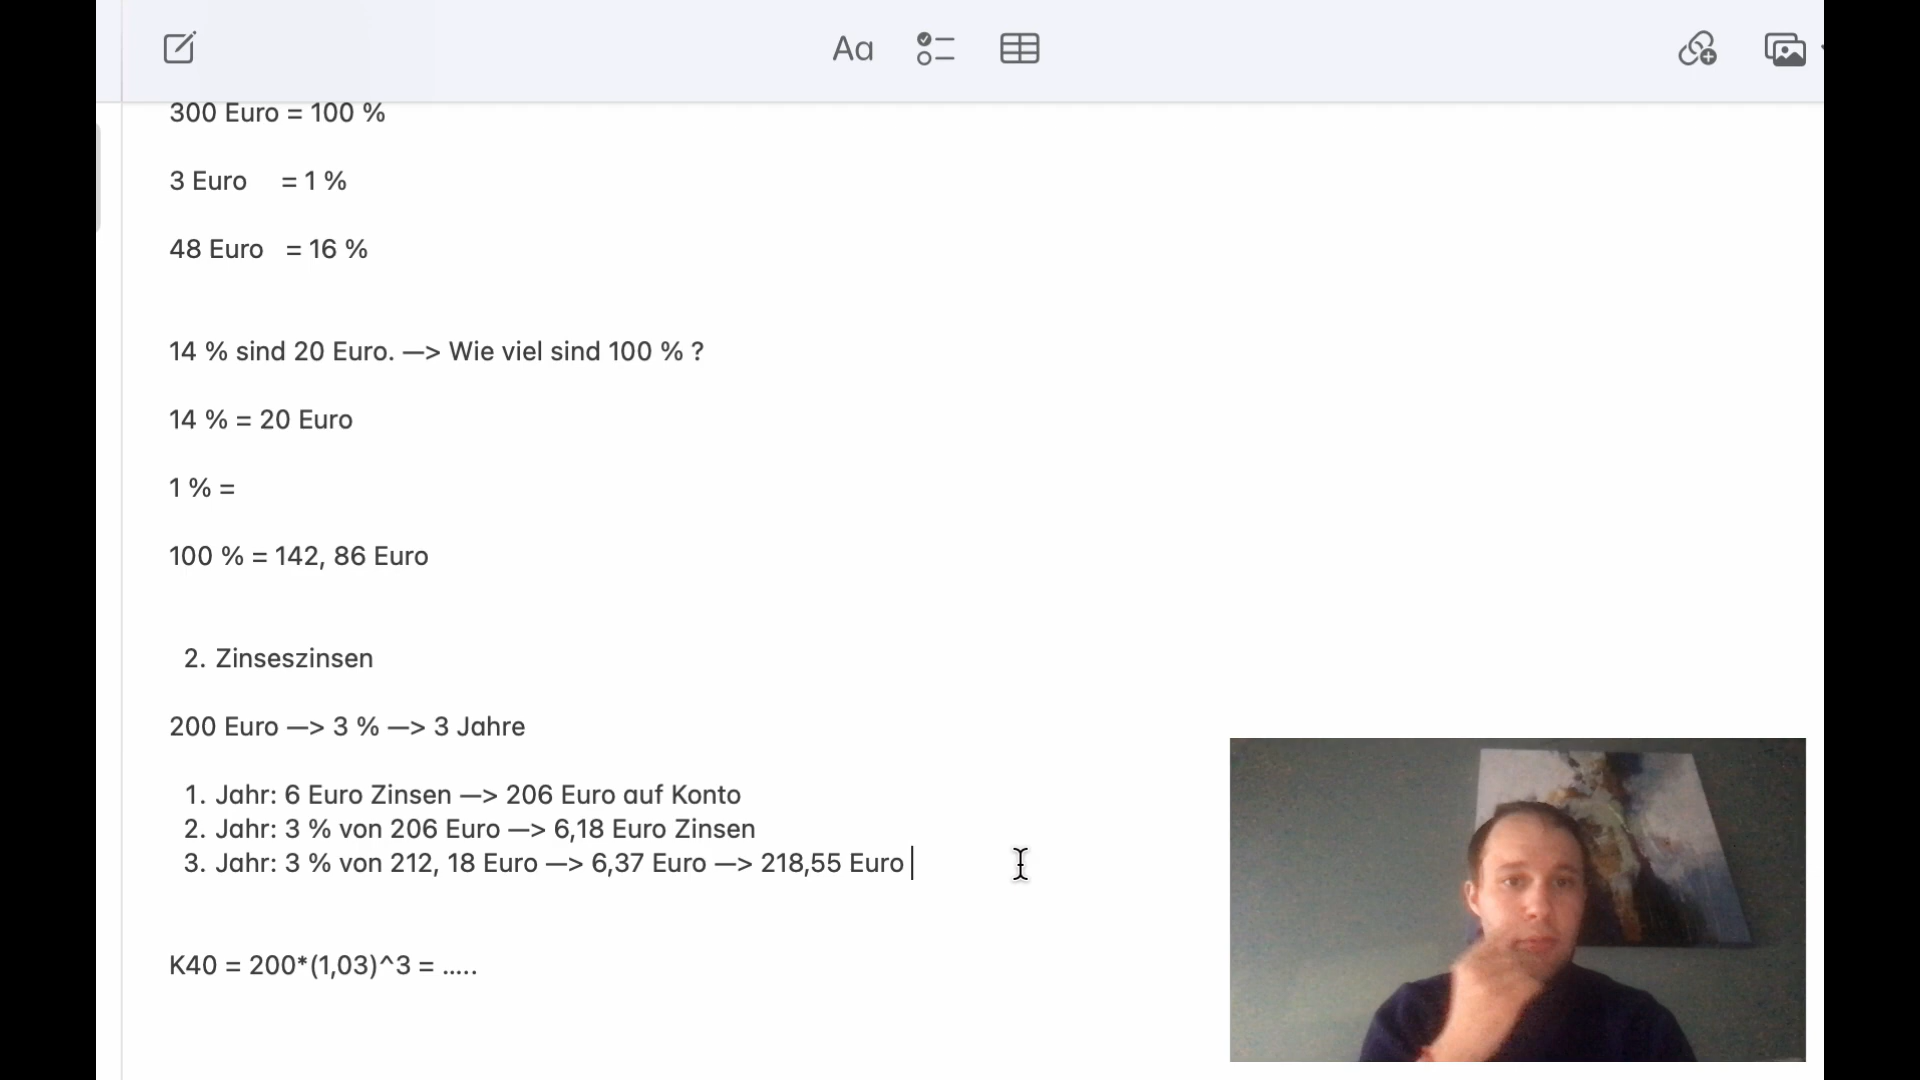 Aa
300 Euro = 100 %
3 Euro = 1 %
48 Euro = 16 %
14 % sind 20 Euro. —> Wie viel sind 100 % ?
14 % = 20 Euro
1 % =
100 % = 142, 86 Euro
2. Zinseszinsen
200 Euro —> 3 % —> 3 Jahre
1. Jahr: 6 Euro Zinsen —> 206 Euro auf Konto
2. Jahr: 3 % von 206 Euro —> 6,18 Euro Zinsen
3. Jahr: 3 % von 212, 18 Euro —> 6,37 Euro —> 218,55 Euro
K40 = 200*(1,03)^3 = .....